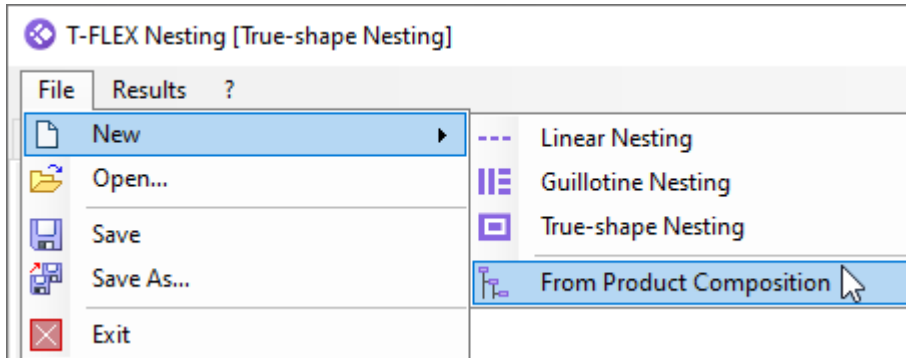 T-FLEX Nesting [True-shape Nesting]
File Results ?
New
Open...
Save
Save As...
Exit
Linear Nesting
Guillotine Nesting
True-shape Nesting
From Product Composition